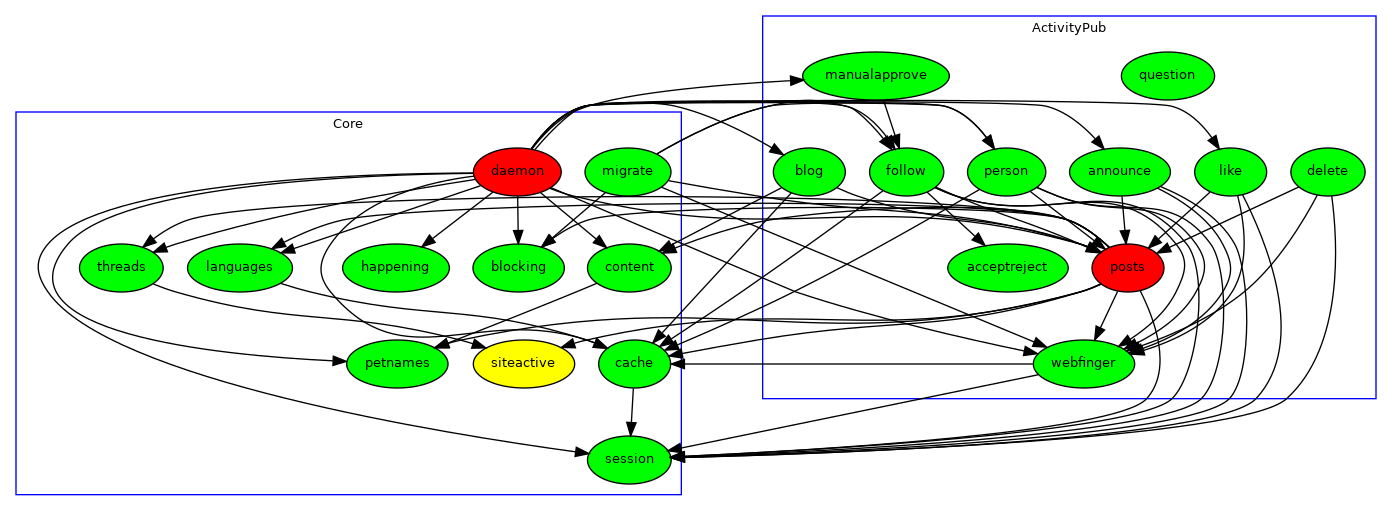 ActivityPub
manualapprove
question
Core
daemon
migrate
blog
follow
person
announce
like
delete
threads
languages
happening
blocking
content
acceptreject
posts
petnames
siteactive
cache
webfinger
session